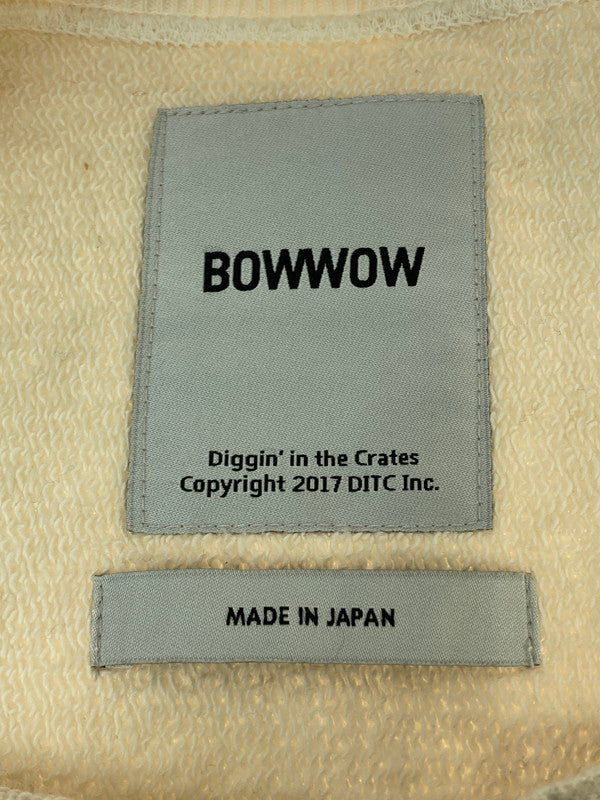 BOWWOW
Diggin' in the Crates
Copyright 2017 DITC Inc.
MADE IN JAPAN